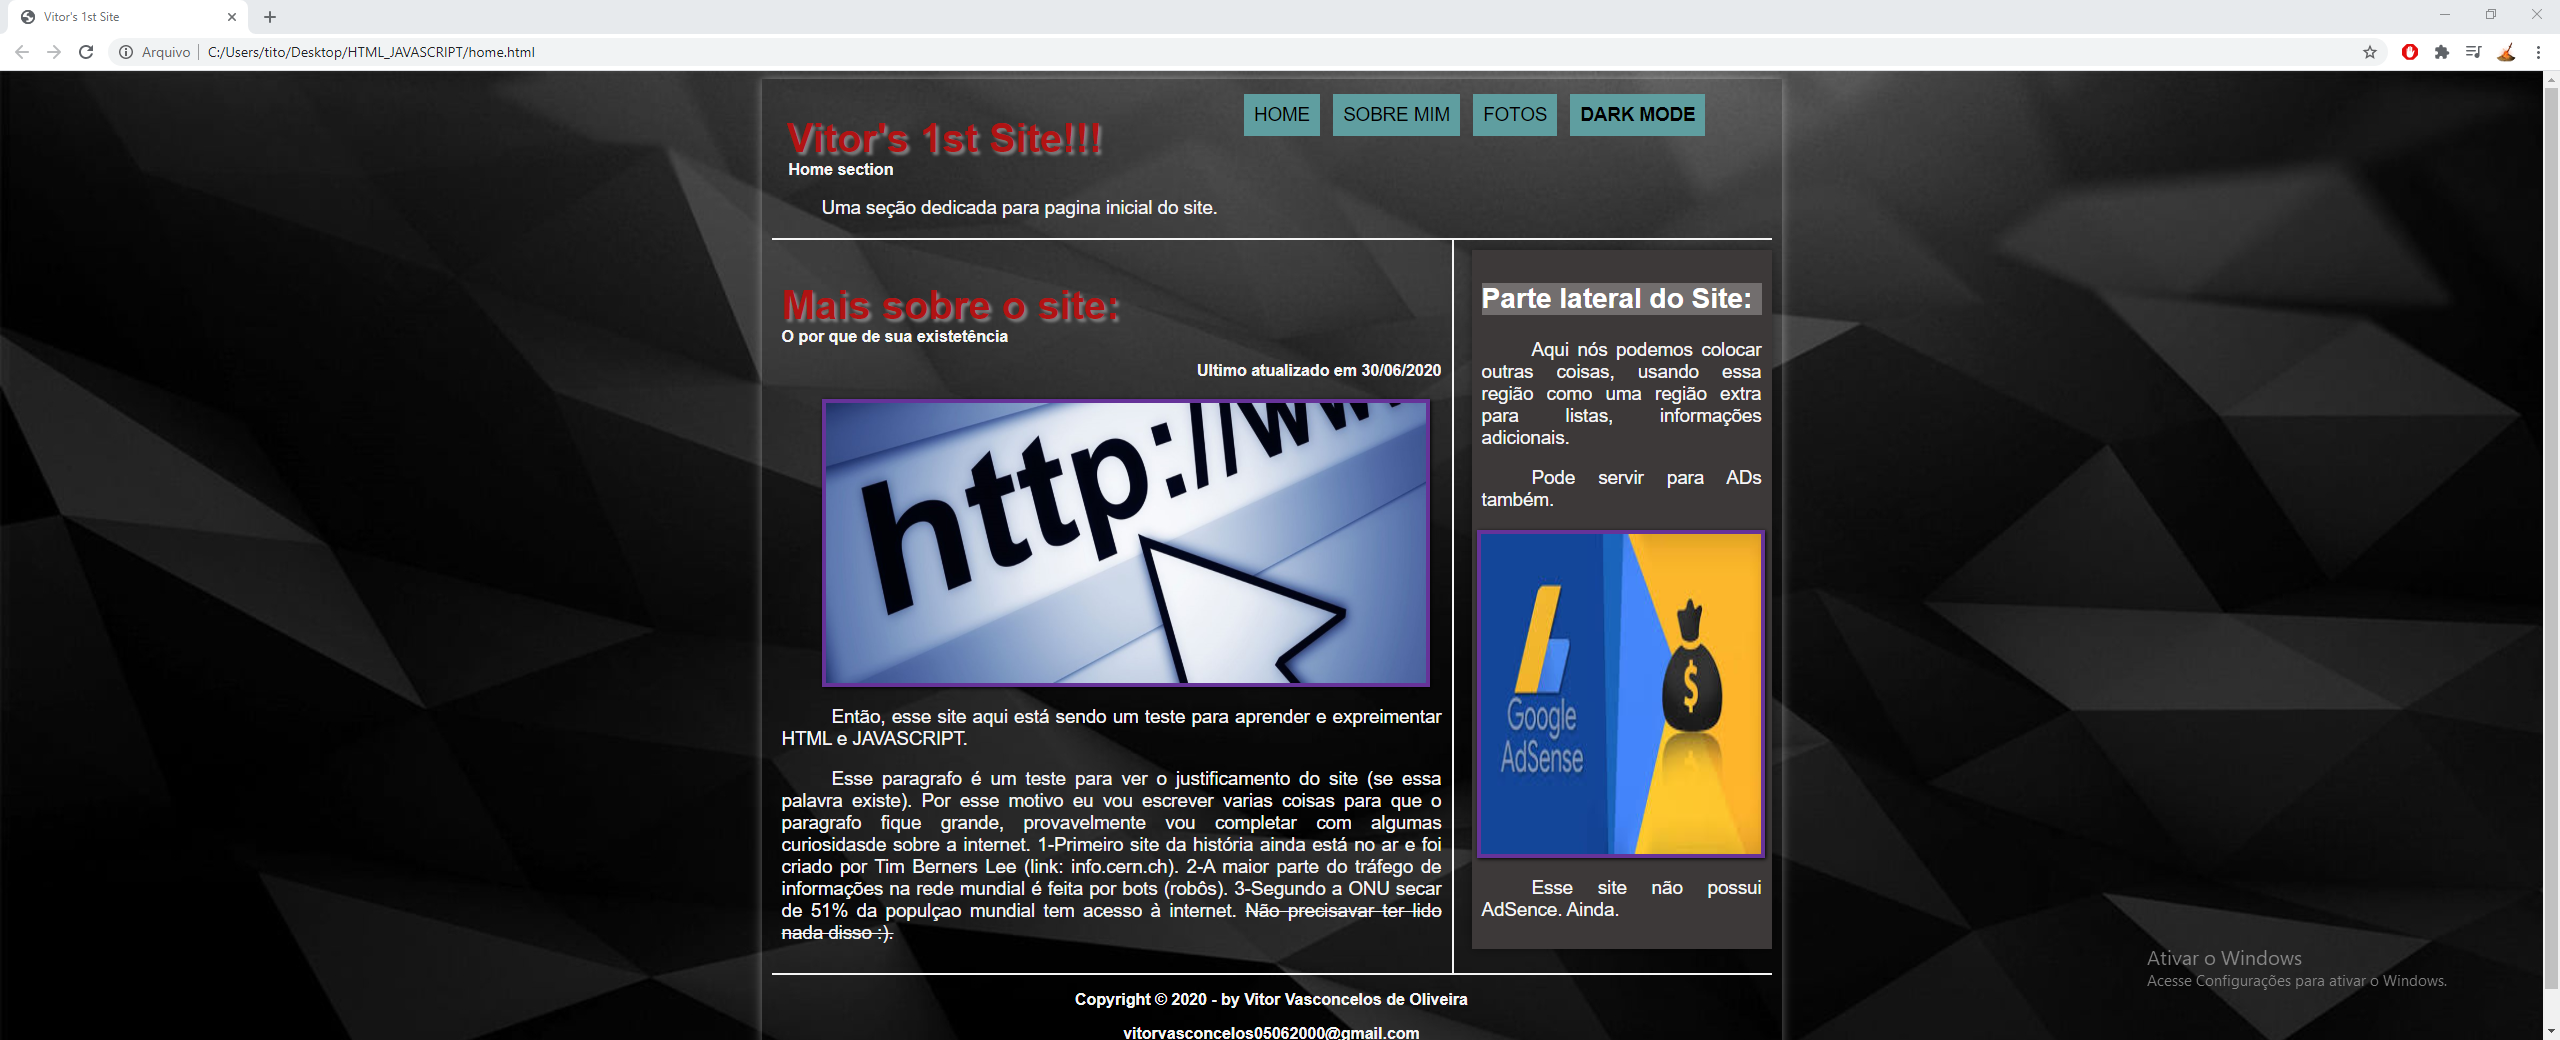 Vitor's 1st Site
Arquivo
C:/Users/tito/Desktop/HTML_JAVASCRIPT/home.html
HOME
SOBRE MIM
FOTOS
DARK MODE
Vitor's 1st Site!!!
Home section
Uma seção dedicada para pagina inicial do site.
Mais sobre o site:
O por que de sua existetência
Ultimo atualizado em 30/06/2020
http://ww
Então, esse site aqui está sendo um teste para aprender e expreimentar
HTML e JAVASCRIPT.
Esse paragrafo é um teste para ver o justificamento do site (se essa
palavra existe). Por esse motivo eu vou escrever varias coisas para que o
paragrafo fique grande, provavelmente vou completar com algumas
curiosidasde sobre a internet. 1-Primeiro site da história ainda está no ar e foi
criado por Tim Berners Lee (link: info.cern.ch). 2-A maior parte do tráfego de
informações na rede mundial é feita por bots (robôs). 3-Segundo a ONU secar
de 51% da populçao mundial tem acesso à internet. Não precisavar ter lido
nada disso :).
Parte lateral do Site:
Aqui nós podemos colocar
outras coisas, usando essa
região como uma região extra
para listas, informações
adicionais.
Pode servir para ADs
também.
Google
AdSense
$
Esse site não possui
AdSence. Ainda.
Copyright © 2020 - by Vitor Vasconcelos de Oliveira
vitorvasconcelos05062000@gmail.com
Ativar o Windows
Acesse Configurações para ativar o Windows.